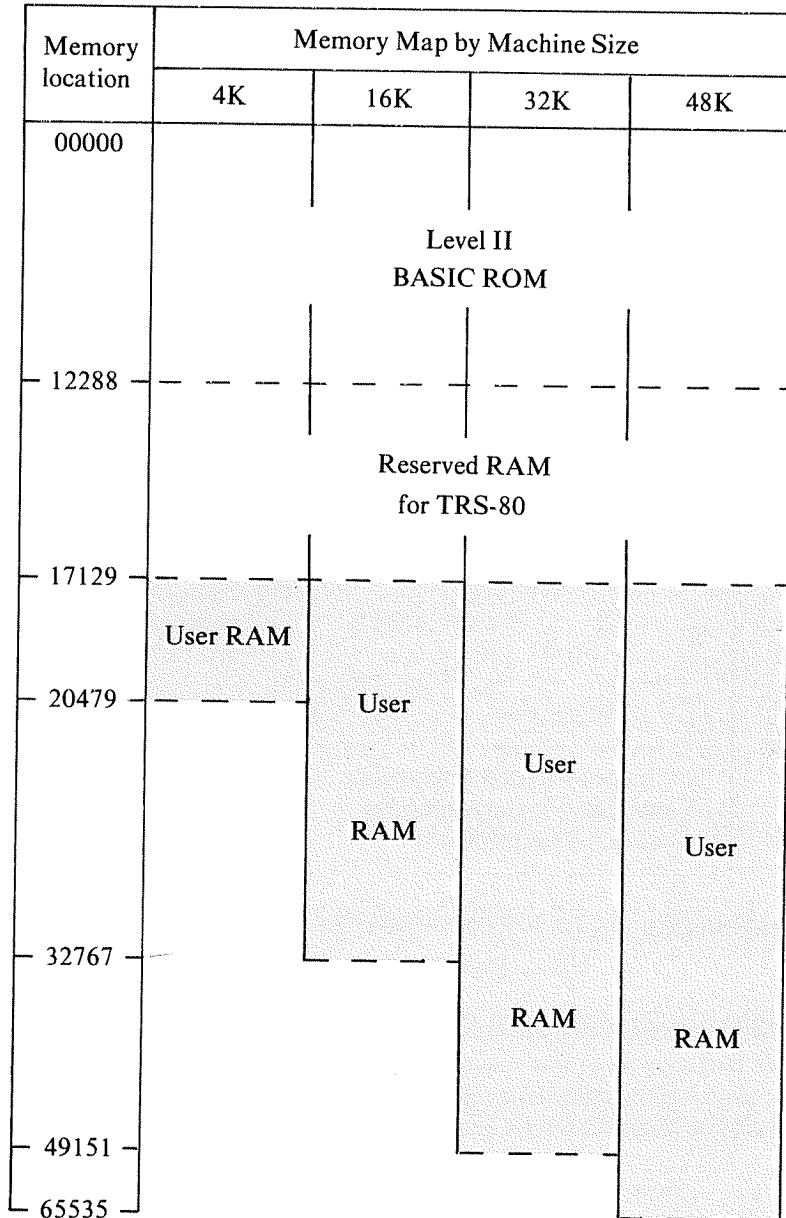 Memory
location
Memory Map by Machine Size
4K 16K 32K 48K
00000
Level II
BASIC ROM
12288
Reserved RAM
for TRS-80
17129
User RAM
20479
User
User
RAM
User
32767
RAM
RAM
49151
65535